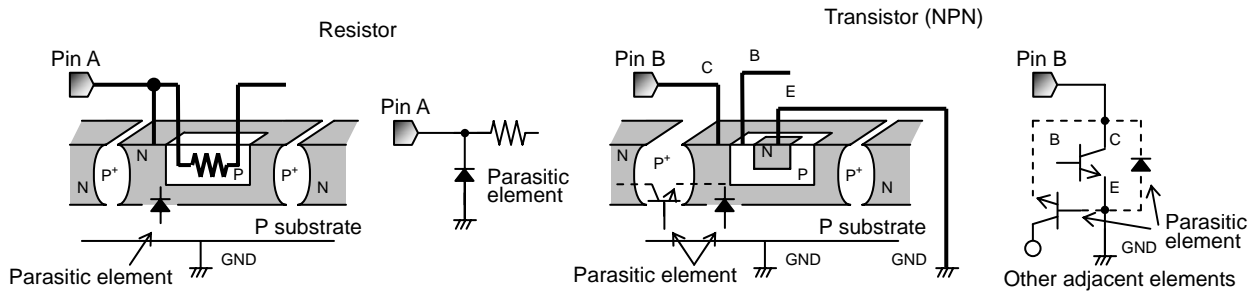 Resistor
Pin A
N
P
N
P+
P+
N
P substrate
GND
Parasitic element
Pin A
Parasitic
element
Transistor (NPN)
Pin B
C
B
E
N
N
P
P+
P+
N
P substrate
GND
GND
Parasitic element
Pin B
B
C
E
GND
Parasitic
element
Other adjacent elements